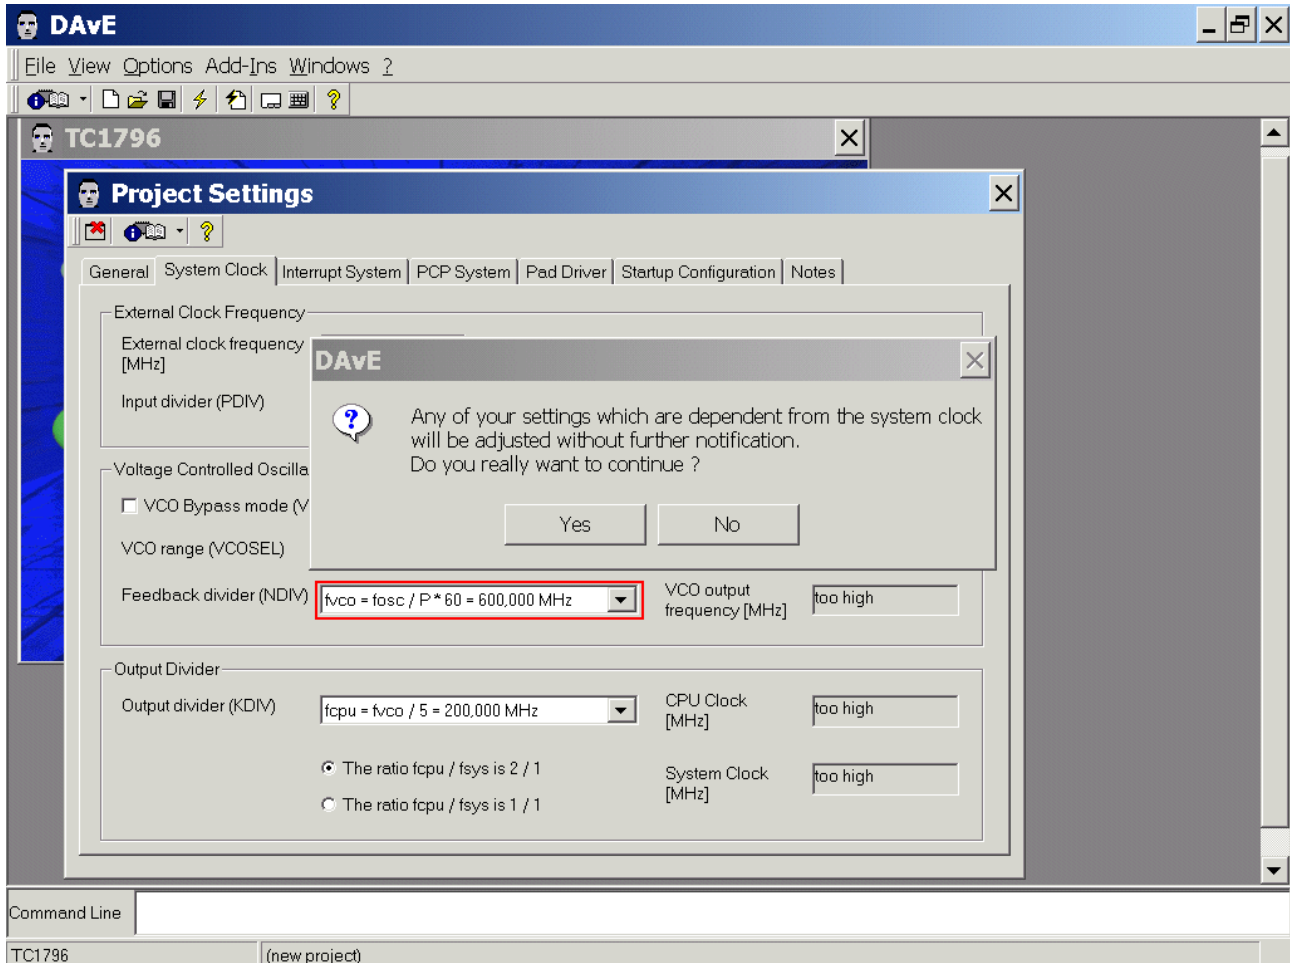 DAvE
File View Options Add-Ins Windows ?
TC1796
Project Settings
General System Clock Interrupt System PCP System Pad Driver Startup Configuration Notes
External Clock Frequency
External clock frequency
[MHz]
Input divider (PDIV)
DAvE
Any of your settings which are dependent from the system clock
will be adjusted without further notification.
Do you really want to continue ?
Yes No
Voltage Controlled Oscilla
VCO Bypass mode (V
VCO range (VCOSEL)
Feedback divider (NDIV) fvco = fosc / P * 60 = 600,000 MHz VCO output
frequency [MHz] too high
Output Divider
Output divider (KDIV) fcpu = fvco / 5 = 200,000 MHz CPU Clock
[MHz] too high
The ratio fcpu / fsys is 2 / 1
System Clock
[MHz] too high
The ratio fcpu / fsys is 1 / 1
Command Line
TC1796 (new project)